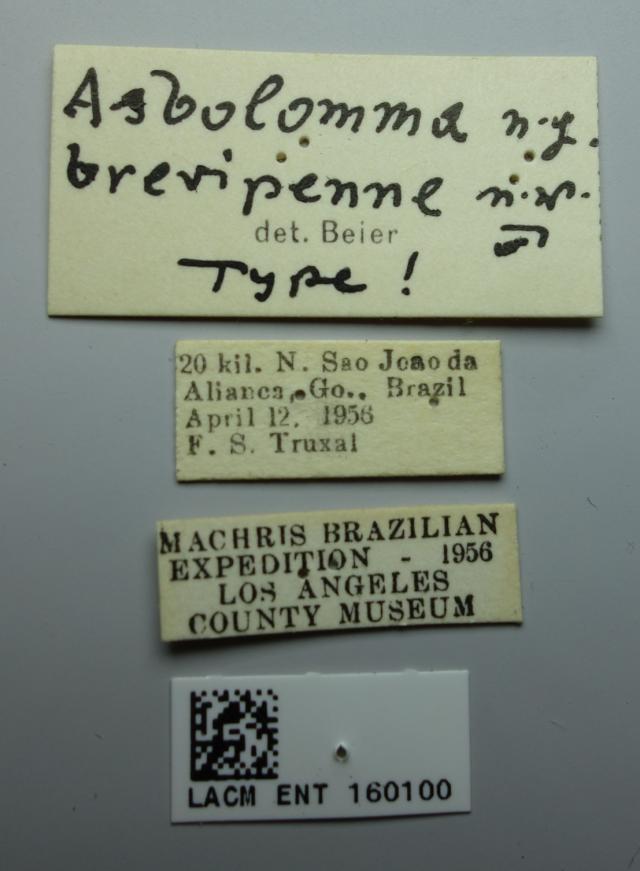 Asbolomma n.g.
brevipenne n.sp.
det. Beier
Type!
20 kil. N. Sao Joao da
Alianca, Go., Brazil
April 12, 1956
F. S. Truxal
MACHRIS BRAZILIAN
EXPEDITION - 1956
LOS ANGELES
COUNTY MUSEUM
LACM ENT 160100